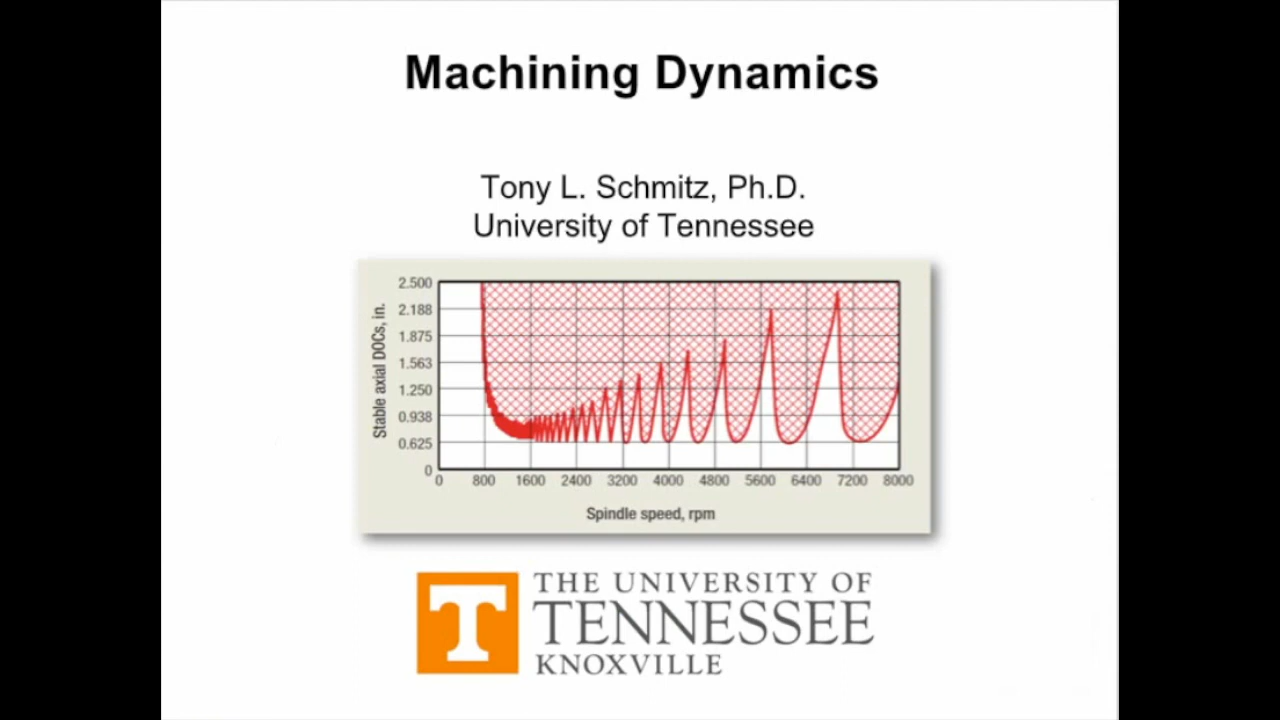 Machining Dynamics
Tony L. Schmitz, Ph.D.
University of Tennessee
Stable axial DOCs, in.
2.500
2.188
1.875
1.563
1.250
0.938
0.625
0
0 800 1600 2400 3200 4000 4800 5600 6400 7200 8000
Spindle speed, rpm
T THE UNIVERSITY OF
TENNESSEE
KNOXVILLE